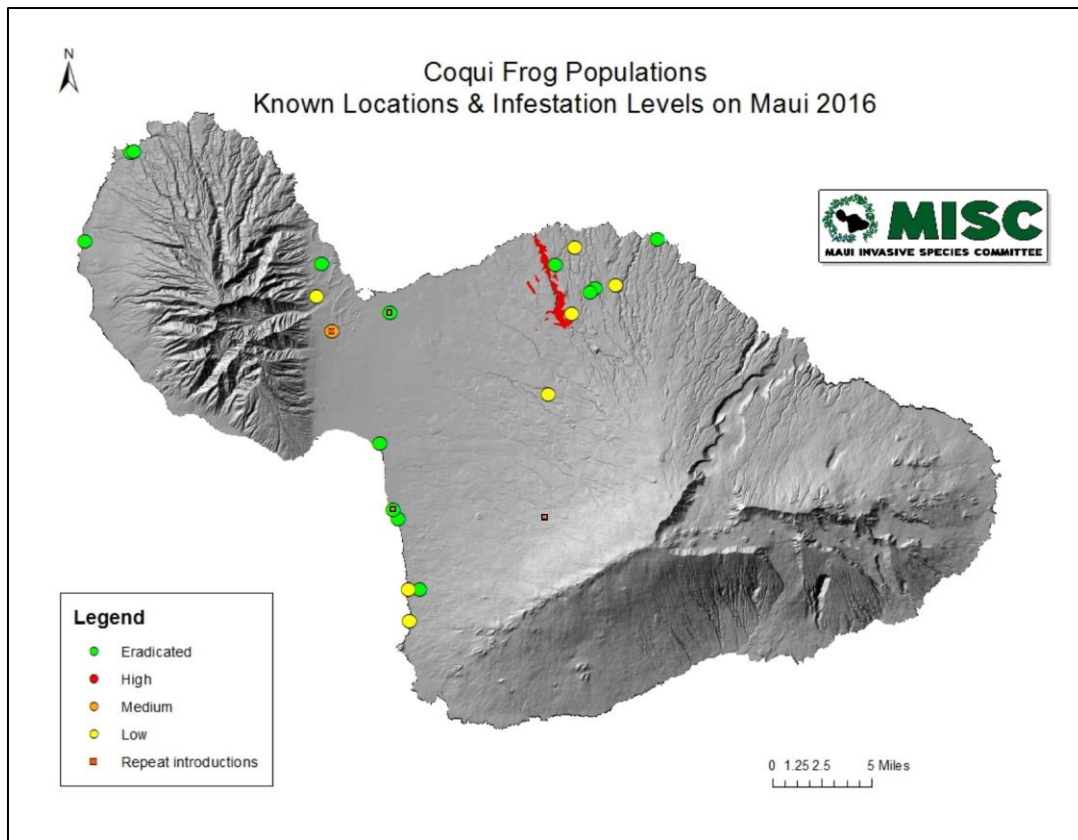 N
Coqui Frog Populations
Known Locations & Infestation Levels on Maui 2016
MISC
MAUI INVASIVE SPECIES COMMITTEE
Legend
Eradicated
High
Medium
Low
Repeat introductions
0 1.25 2.5 5 Miles